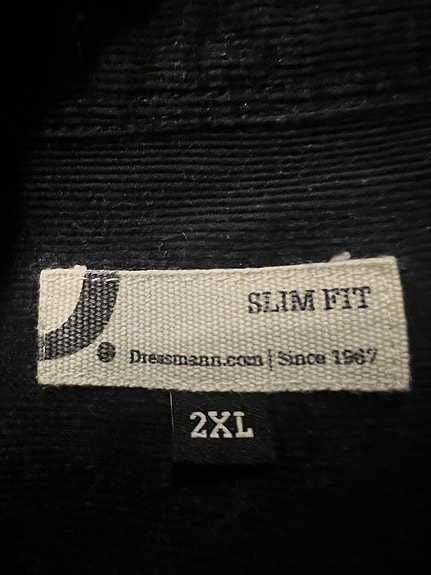 SLIM FIT
Dressmann.com | Since 1967
2XL